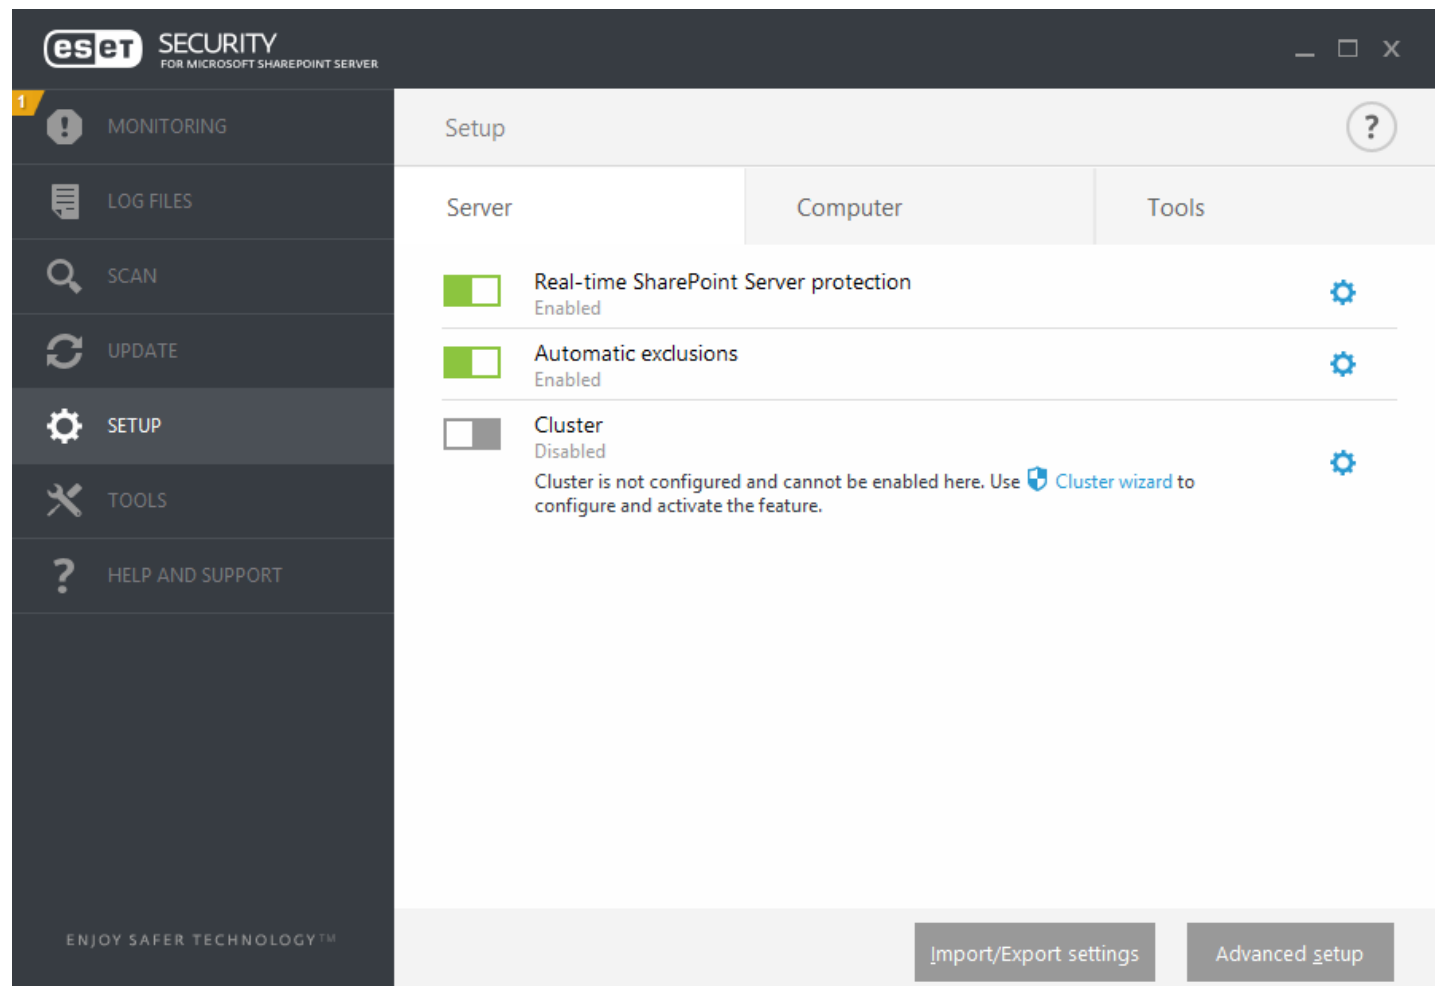 eset SECURITY
FOR MICROSOFT SHAREPOINT SERVER
1
MONITORING
LOG FILES
SCAN
UPDATE
SETUP
TOOLS
HELP AND SUPPORT
ENJOY SAFER TECHNOLOGY™
Setup
?
Server
Computer
Tools
Real-time SharePoint Server protection
Enabled
Automatic exclusions
Enabled
Cluster
Disabled
Cluster is not configured and cannot be enabled here. Use Cluster wizard to
configure and activate the feature.
Import/Export settings
Advanced setup